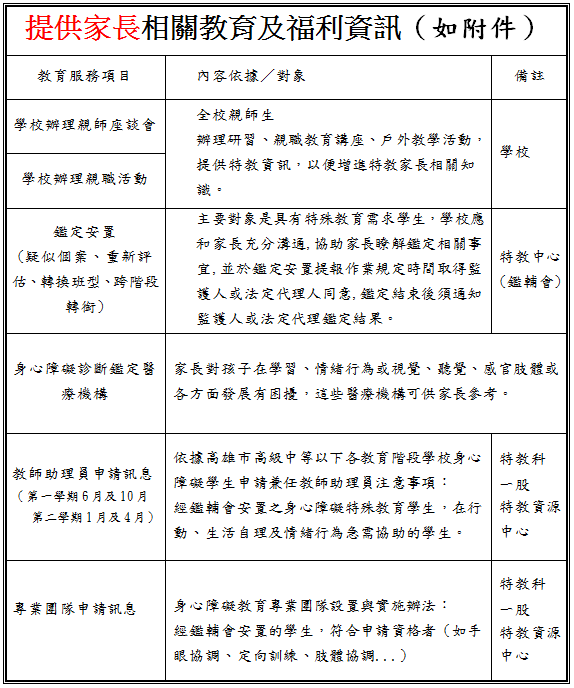 提供家長相關教育及福利資訊（如附件）
教育服務項目
內容依據／對象
備註
學校辦理親師座談會
學校辦理親職活動
全校親師生
辦理研習、親職教育講座、戶外教學活動，
提供特教資訊，以便增進特教家長相關知
識。
學校
鑑定安置
（疑似個案、重新評
估、轉換班型、跨階段
轉銜）
主要對象是具有特殊教育需求學生，學校應
和家長充分溝通，協助家長瞭解鑑定相關事
宜，並於鑑定安置提報作業規定時間取得監
護人或法定代理人同意，鑑定結束後須通知
監護人或法定代理鑑定結果。
特教中心
(鑑輔會)
身心障礙診斷鑑定醫
療機構
家長對孩子在學習、情緒行為或視覺、聽覺、感官肢體或
各方面發展有困擾，這些醫療機構可供家長參考。
教師助理員申請訊息
（第一學期6月及10月
第二學期1月及4月）
依據高雄市高級中等以下各教育階段學校身心
障礙學生申請兼任教師助理員注意事項：
經鑑輔會安置之身心障礙特殊教育學生，在行
動、生活自理及情緒行為急需協助的學生。
特教科
一股
特教資源
中心
專業團隊申請訊息
身心障礙教育專業團隊設置與實施辦法：
經鑑輔會安置的學生，符合申請資格者（如手
眼協調、定向訓練、肢體協調...）
特教科
一股
特教資源
中心